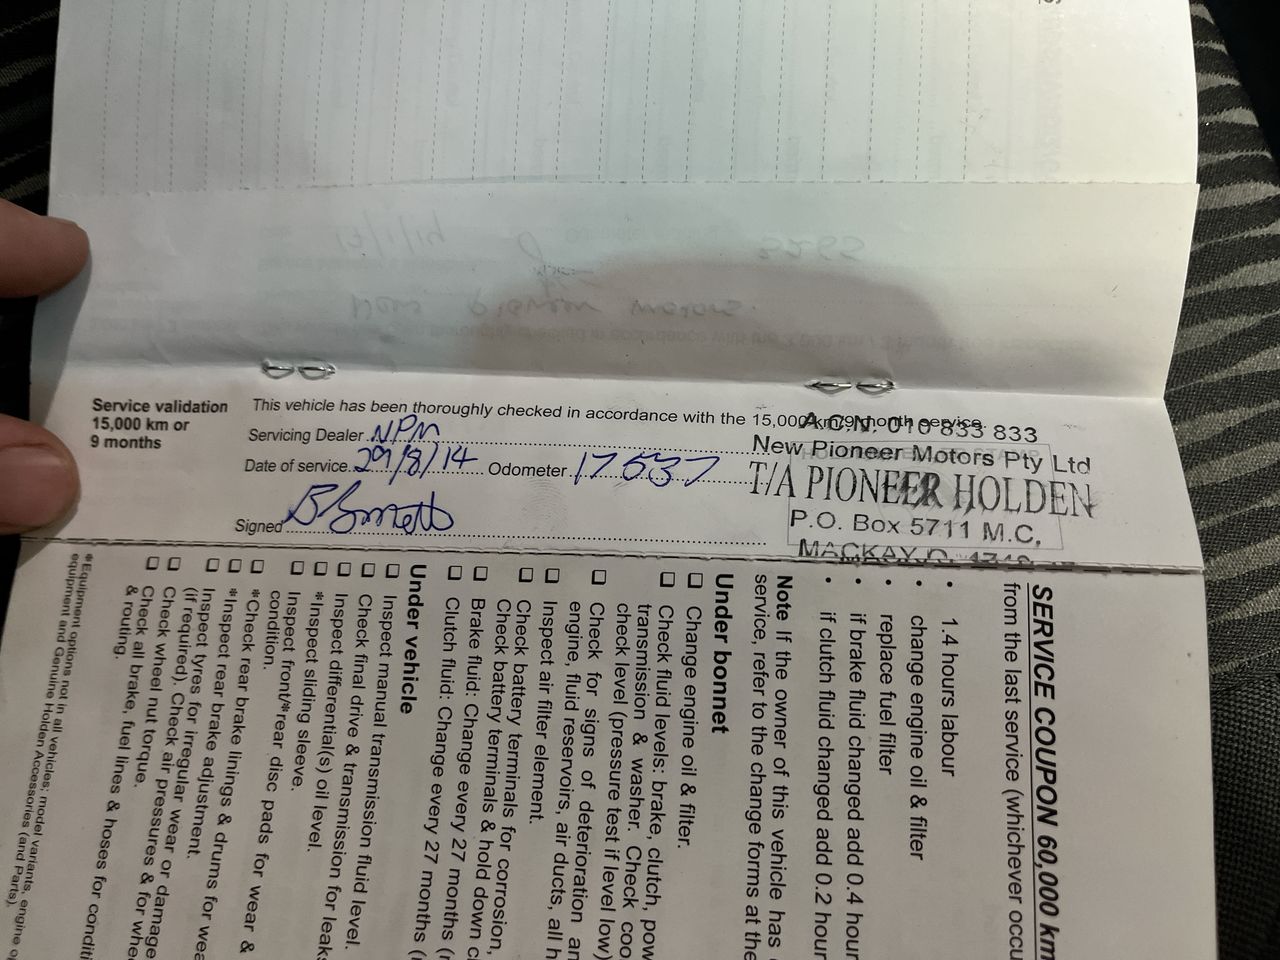 Service validation
15,000 km or
9 months
This vehicle has been thoroughly checked in accordance with the 15,000km/9 month service.
Servicing Dealer NPM
Date of service 29/8/14 Odometer 17537
Signed
A.C.N. 010 833 833
New Pioneer Motors Pty Ltd
T/A PIONEER HOLDEN
P.O. Box 5711 M.C,
MACKAY
SERVICE COUPON 60,000 km
from the last service (whichever occu
• 1.4 hours labour
• change engine oil & filter
• replace fuel filter
• if brake fluid changed add 0.4 hour
• if clutch fluid changed add 0.2 hour
Note If the owner of this vehicle has
service, refer to the change forms at the
Under bonnet
Change engine oil & filter.
Check fluid levels: brake, clutch, pow
transmission & washer. Check coo
check level (pressure test if level low)
Check for signs of deterioration an
engine, fluid reservoirs, air ducts, all h
Inspect air filter element.
Check battery terminals for corrosion,
Check battery terminals & hold down c
Brake fluid: Change every 27 months (
Clutch fluid: Change every 27 months (
Under vehicle
Inspect manual transmission fluid level.
Check final drive & transmission for leaks
Inspect differential(s) oil level.
*Inspect sliding sleeve.
Inspect front/*rear disc pads for wear &
condition.
*Check rear brake linings & drums for wea
*Inspect rear brake adjustment.
Inspect tyres for irregular wear or damage
(if required). Check air pressures & for whe
Check wheel nut torque.
Check all brake, fuel lines & hoses for conditi
& routing.
*Equipment options not in all vehicles; model variants, engine o
equipment and Genuine Holden Accessories (and Parts).